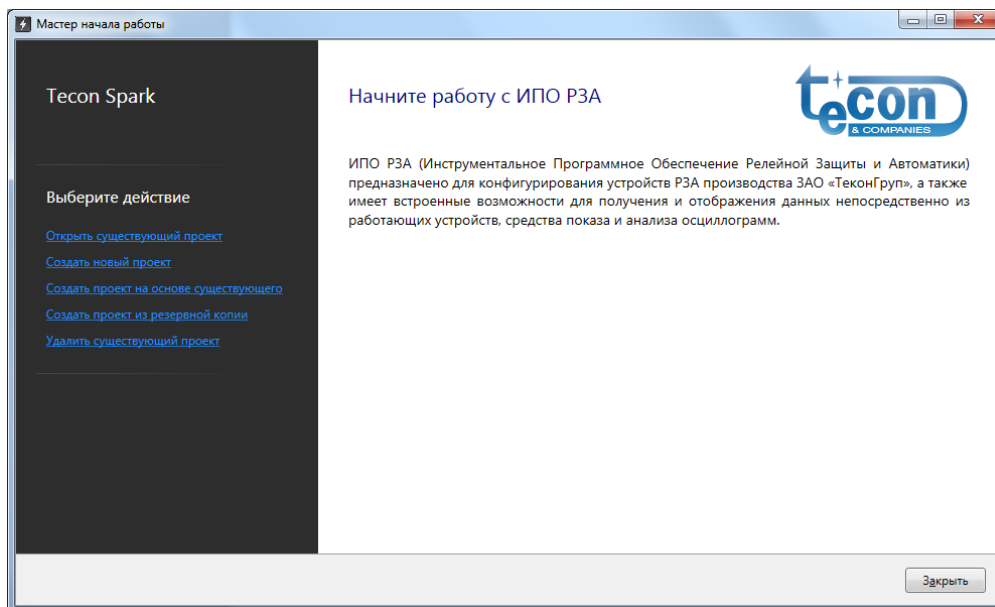 Мастер начала работы
Tecon Spark
Выберите действие
Открыть существующий проект
Создать новый проект
Создать проект на основе существующего
Создать проект из резервной копии
Удалить существующий проект
Начните работу с ИПО РЗА
tecon
& COMPANIES
ИПО РЗА (Инструментальное Программное Обеспечение Релейной Защиты и Автоматики)
предназначено для конфигурирования устройств РЗА производства ЗАО «ТеконГруп», а также
имеет встроенные возможности для получения и отображения данных непосредственно из
работающих устройств, средства показа и анализа осциллограмм.
Закрыть